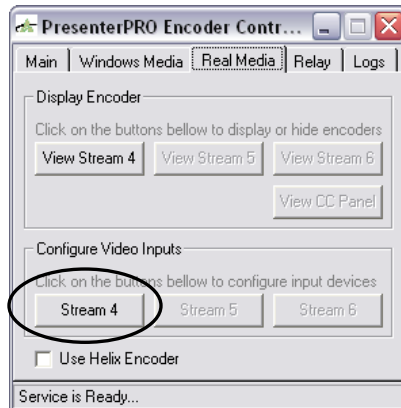 PresenterPRO Encoder Contr...
Main Windows Media Real Media Relay Logs
Display Encoder
Click on the buttons bellow to display or hide encoders
View Stream 4 View Stream 5 View Stream 6
View CC Panel
Configure Video Inputs
Click on the buttons bellow to configure input devices
Stream 4 Stream 5 Stream 6
Use Helix Encoder
Service is Ready...